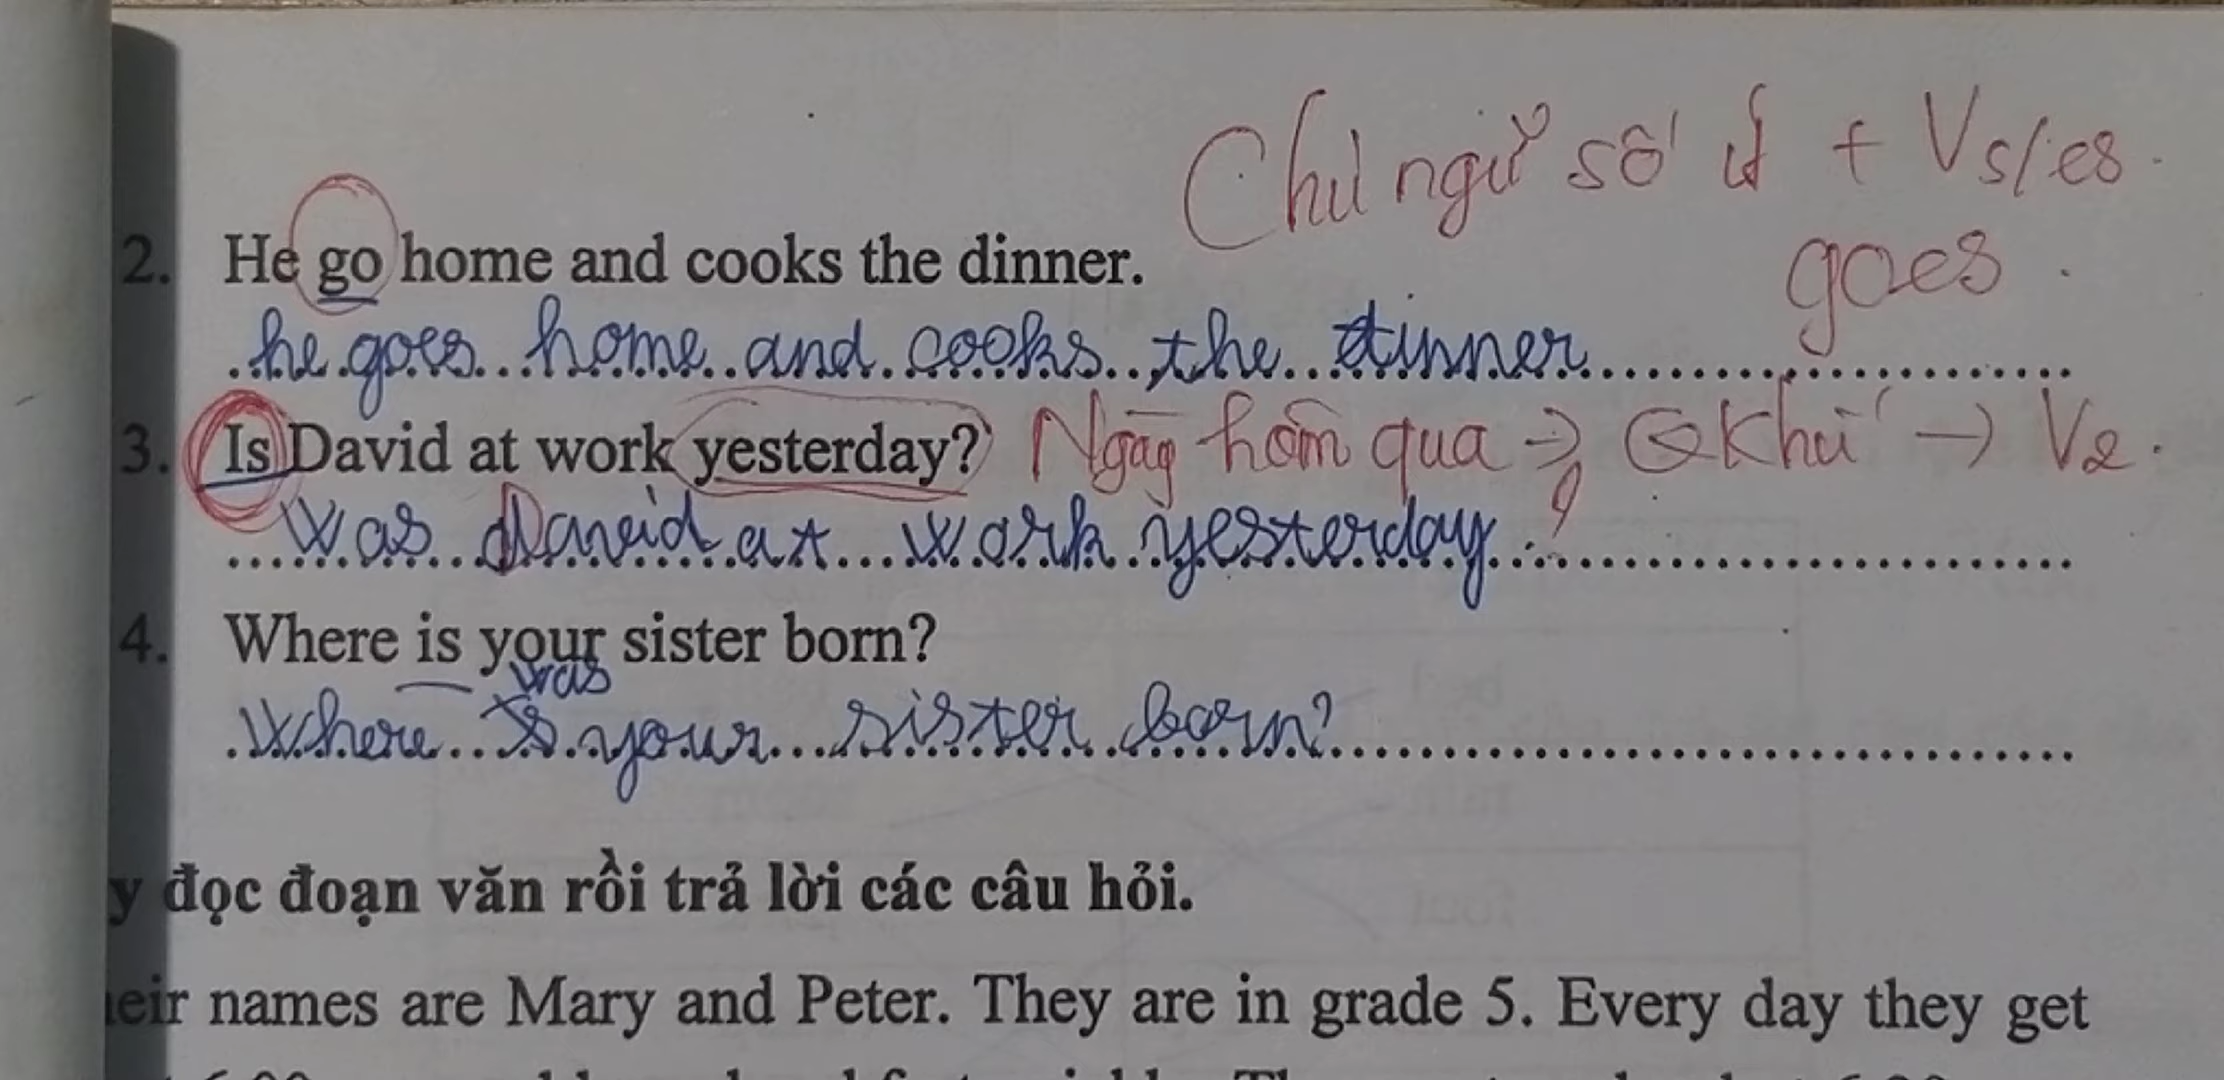 Chủ ngữ số ít + Vs/es.
2. He go home and cooks the dinner.
goes.
he goes home and cooks the dinner
3. Is David at work yesterday? Ngày hôm qua => Qkhứ -> V2.
Was David at work yesterday?
4. Where is your sister born?
was
Where is your sister born?
y đọc đoạn văn rồi trả lời các câu hỏi.
eir names are Mary and Peter. They are in grade 5. Every day they get